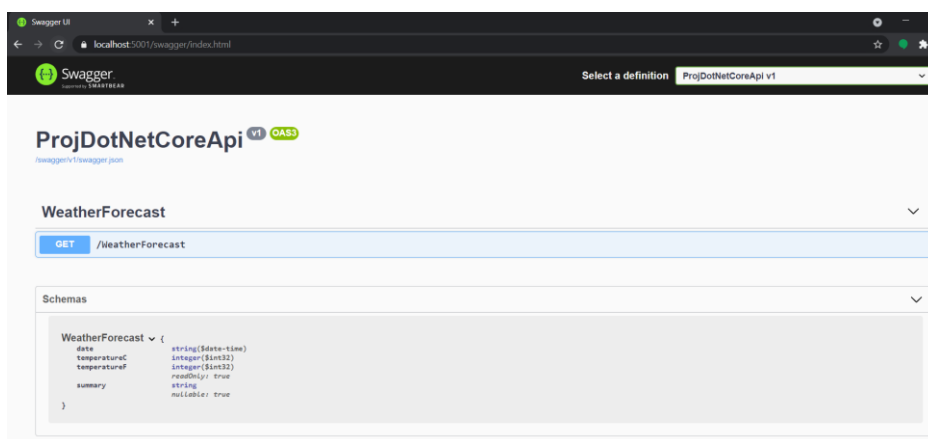 Swagger UI
localhost:5001/swagger/index.html
Swagger.
Supported by SMARTBEAR
Select a definition
ProjDotNetCoreApi v1
ProjDotNetCoreApi v1 OAS3
/swagger/v1/swagger.json
WeatherForecast
GET /WeatherForecast
Schemas
WeatherForecast {
date string($date-time)
temperatureC integer($int32)
temperatureF integer($int32)
readOnly: true
summary string
nullable: true
}